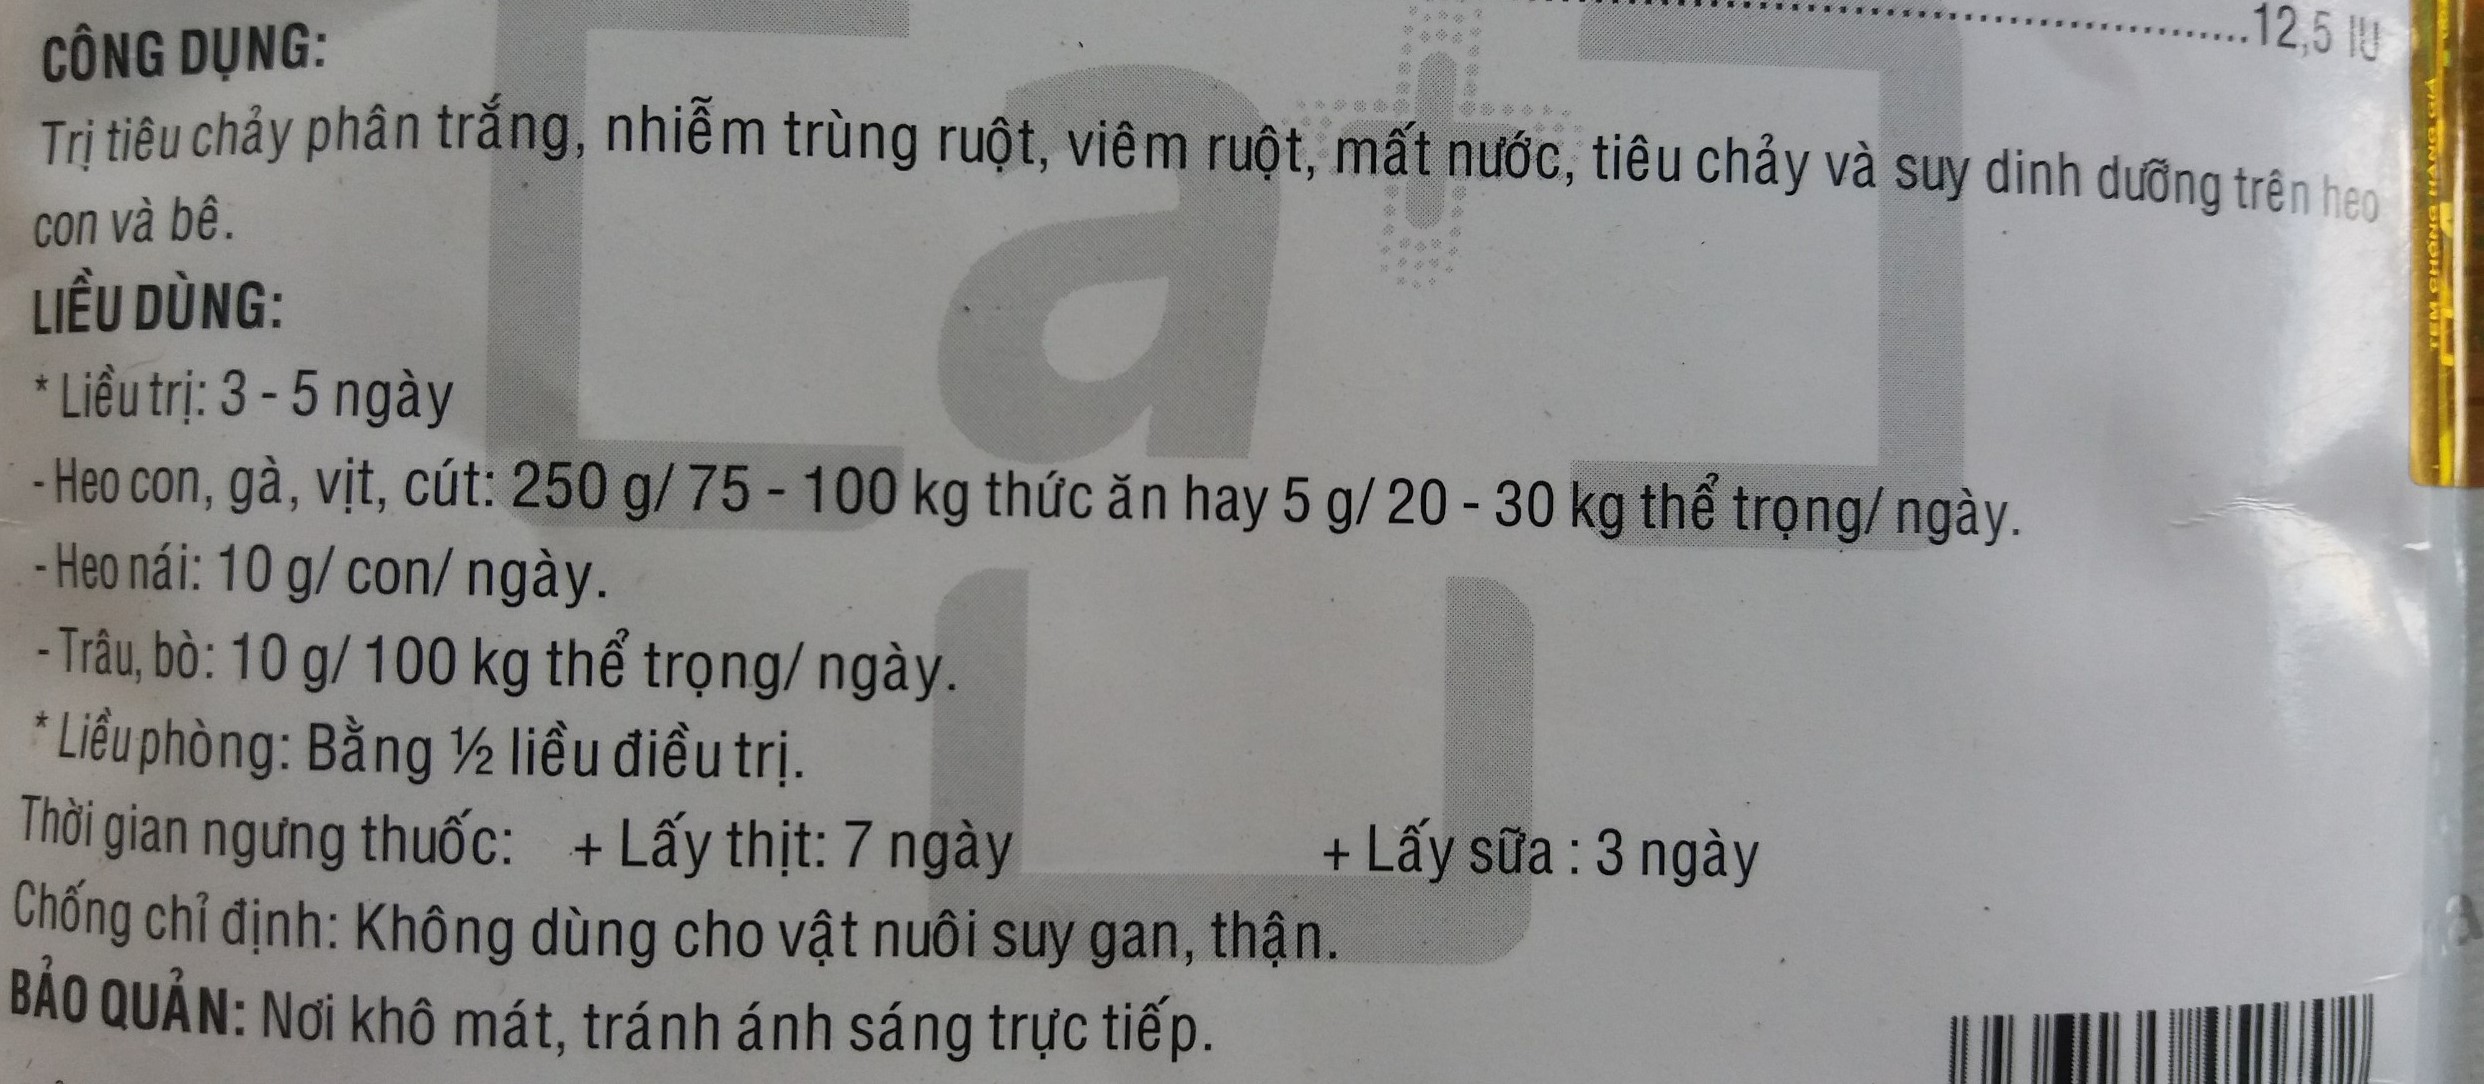 ....................12,5 IU
CÔNG DỤNG:
Trị tiêu chảy phân trắng, nhiễm trùng ruột, viêm ruột, mất nước, tiêu chảy và suy dinh dưỡng trên heo
con và bê.
LIỀU DÙNG:
* Liều trị: 3 - 5 ngày
- Heo con, gà, vịt, cút: 250 g/ 75 - 100 kg thức ăn hay 5 g/ 20 - 30 kg thể trọng/ ngày.
- Heo nái: 10 g/ con/ ngày.
- Trâu, bò: 10 g/ 100 kg thể trọng/ ngày.
* Liều phòng: Bằng ½ liều điều trị.
Thời gian ngưng thuốc: + Lấy thịt: 7 ngày + Lấy sữa : 3 ngày
Chống chỉ định: Không dùng cho vật nuôi suy gan, thận.
BẢO QUẢN: Nơi khô mát, tránh ánh sáng trực tiếp.
TEM CHỐNG HÀNG GIẢ
a